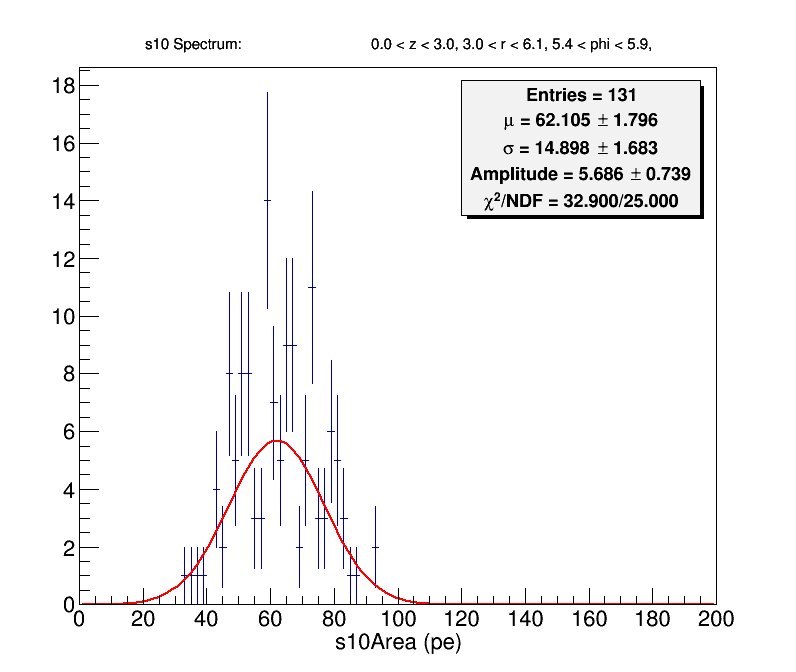 s10 Spectrum: 0.0 < z < 3.0, 3.0 < r < 6.1, 5.4 < phi < 5.9,
Entries = 131
μ = 62.105 ± 1.796
σ = 14.898 ± 1.683
Amplitude = 5.686 ± 0.739
χ²/NDF = 32.900/25.000
18
16
14
12
10
8
6
4
2
0
0 20 40 60 80 100 120 140 160 180 200
s10Area (pe)